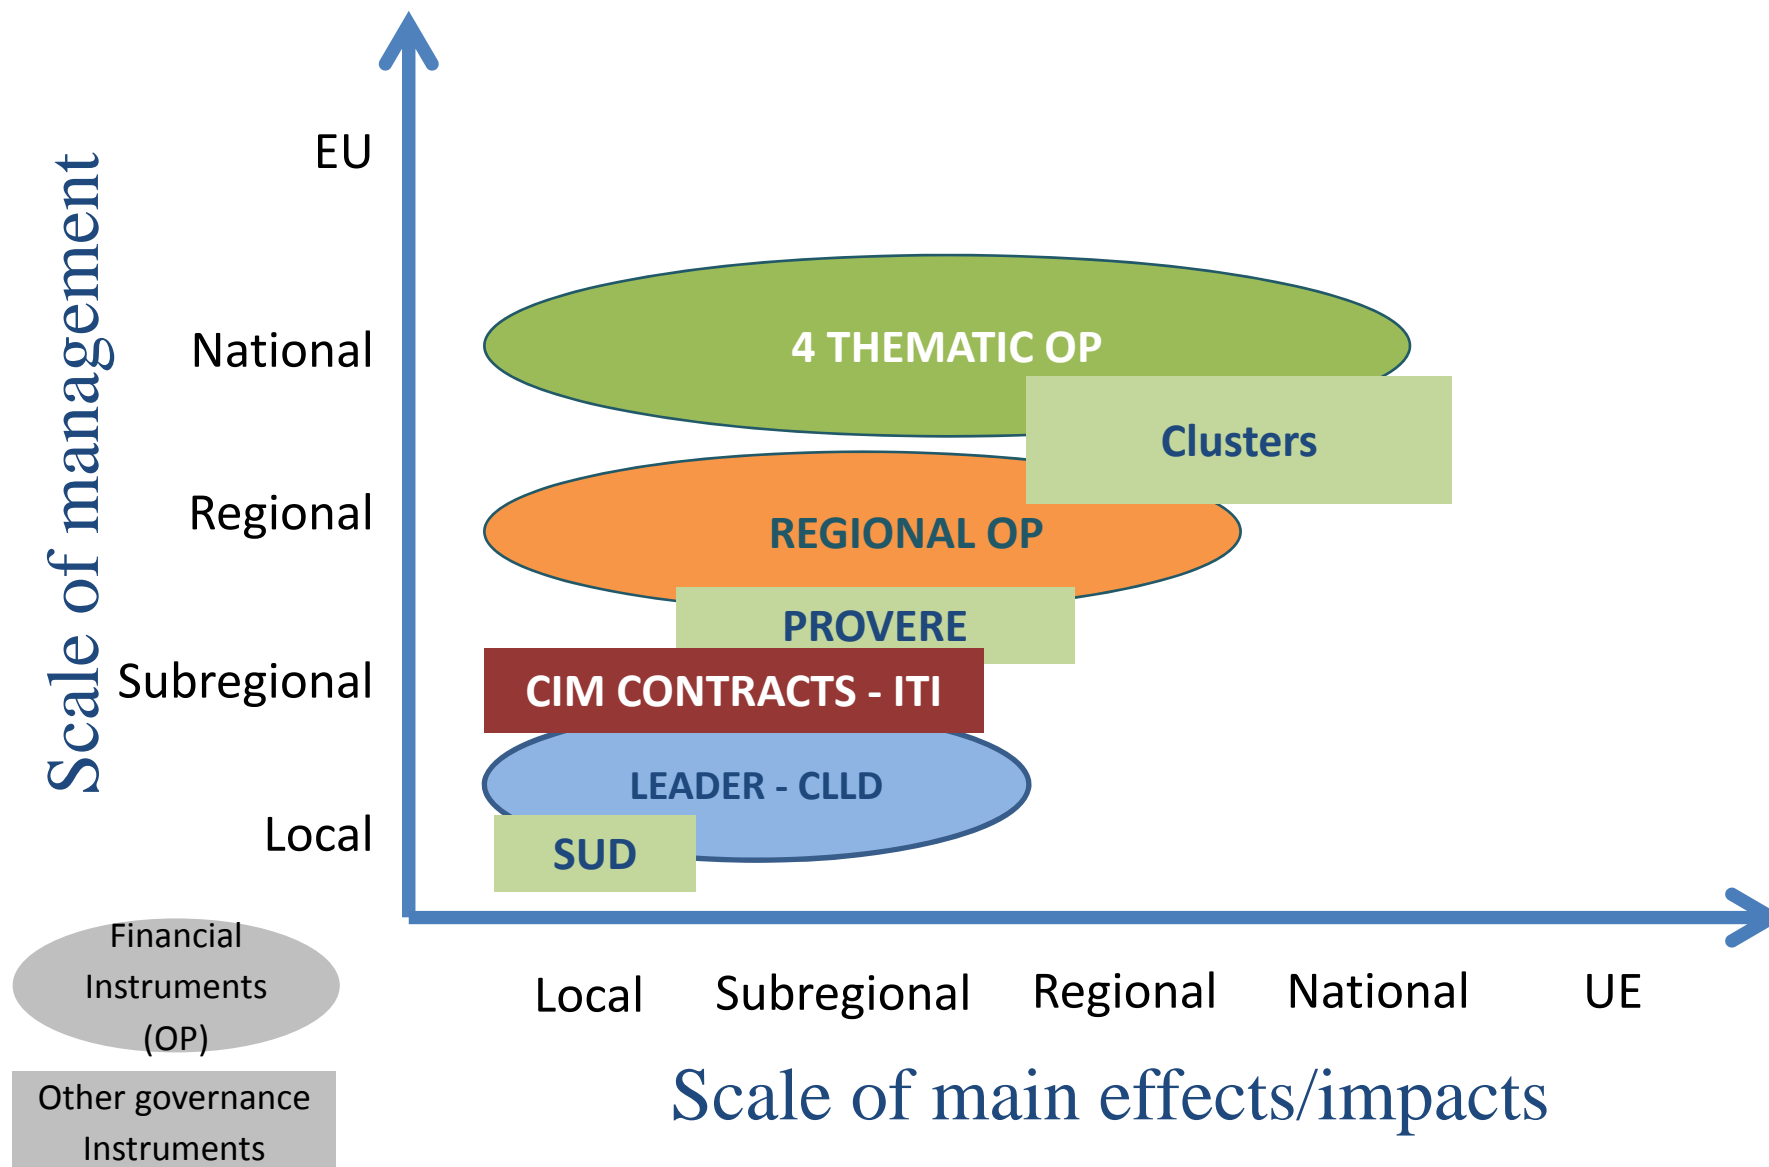 Scale of management
EU
National
Regional
Subregional
Local
4 THEMATIC OP
Clusters
REGIONAL OP
PROVERE
CIM CONTRACTS - ITI
LEADER - CLLD
SUD
Local
Subregional
Regional
National
UE
Scale of main effects/impacts
Financial
Instruments
(OP)
Other governance
Instruments